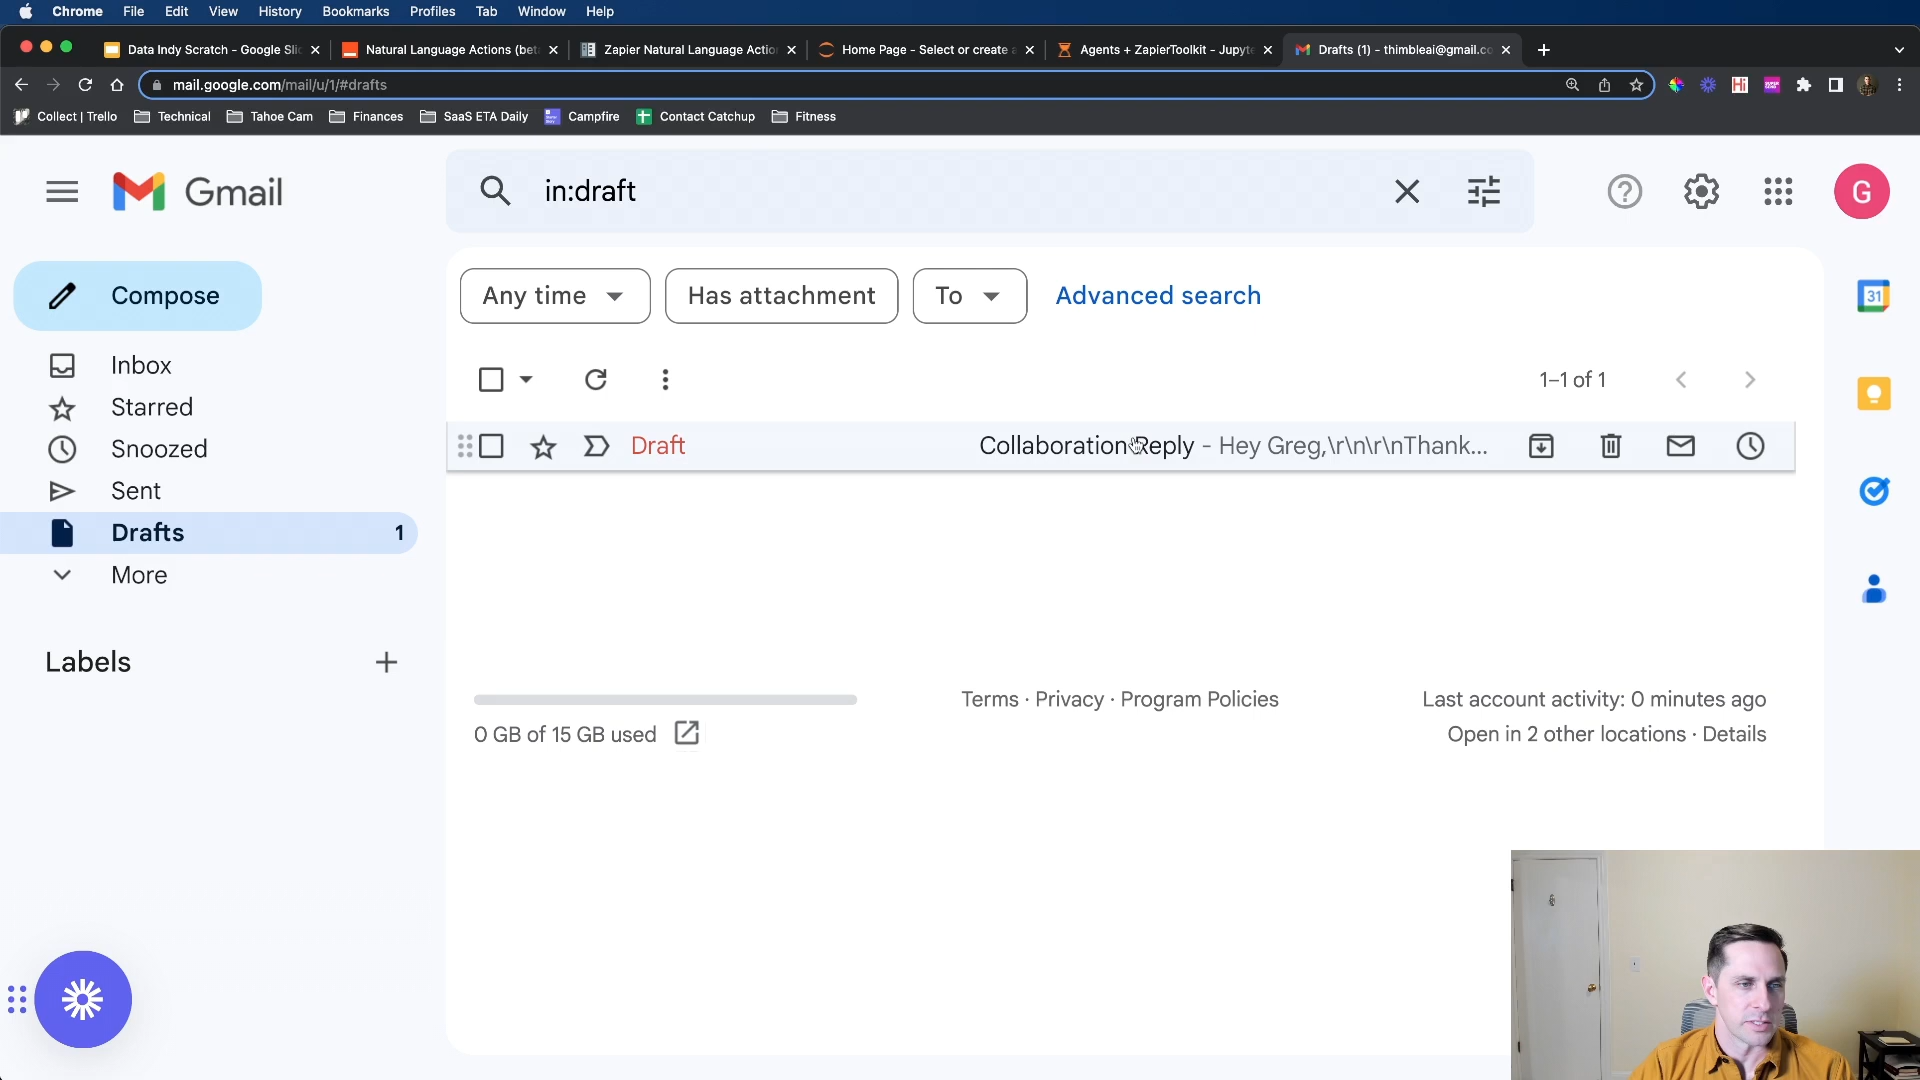 Chrome File Edit View History Bookmarks Profiles Tab Window Help
Data Indy Scratch - Google Slid Natural Language Actions (beta Zapier Natural Language Action Home Page - Select or create a Agents + ZapierToolkit - Jupyte Drafts (1) - thimbleai@gmail.co
mail.google.com/mail/u/1/#drafts
Collect | Trello Technical Tahoe Cam Finances SaaS ETA Daily Campfire Contact Catchup Fitness
Gmail in:draft G
Compose Any time Has attachment To Advanced search 31
Inbox 1–1 of 1
Starred
Draft Collaboration Reply - Hey Greg,\r\n\r\nThank...
Snoozed
Sent
Drafts 1
More
Labels
Terms · Privacy · Program Policies Last account activity: 0 minutes ago
0 GB of 15 GB used Open in 2 other locations · Details